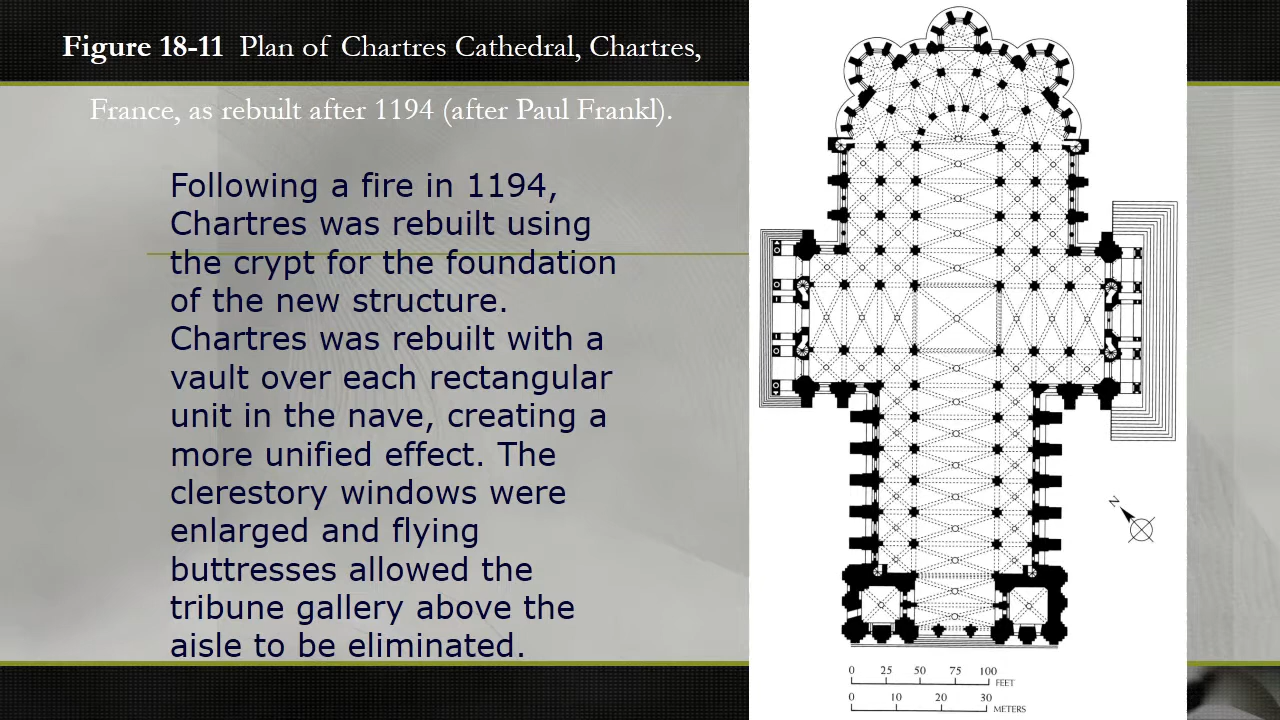 Figure 18-11 Plan of Chartres Cathedral, Chartres,
France, as rebuilt after 1194 (after Paul Frankl).
Following a fire in 1194,
Chartres was rebuilt using
the crypt for the foundation
of the new structure.
Chartres was rebuilt with a
vault over each rectangular
unit in the nave, creating a
more unified effect. The
clerestory windows were
enlarged and flying
buttresses allowed the
tribune gallery above the
aisle to be eliminated.
N
0 25 50 75 100
FEET
0 10 20 30
METERS